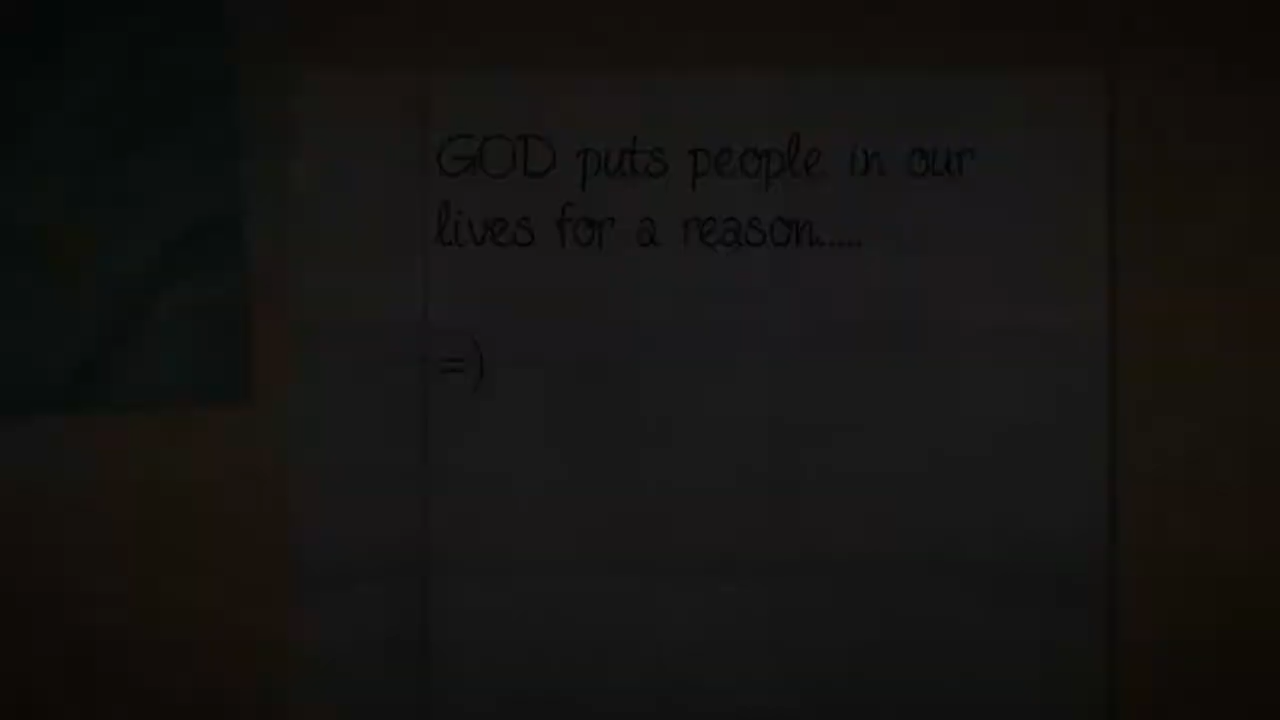 GOD puts people in our
lives for a reason.....
=)